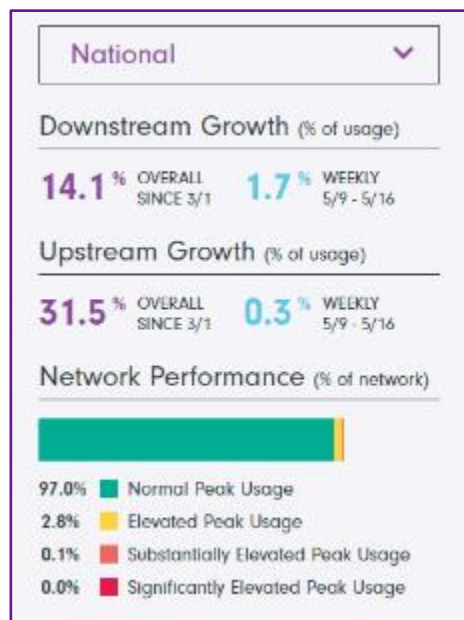 National
Downstream Growth (% of usage)
14.1 % OVERALL SINCE 3/1 1.7 % WEEKLY 5/9 - 5/16
Upstream Growth (% of usage)
31.5 % OVERALL SINCE 3/1 0.3 % WEEKLY 5/9 - 5/16
Network Performance (% of network)
97.0% Normal Peak Usage
2.8% Elevated Peak Usage
0.1% Substantially Elevated Peak Usage
0.0% Significantly Elevated Peak Usage